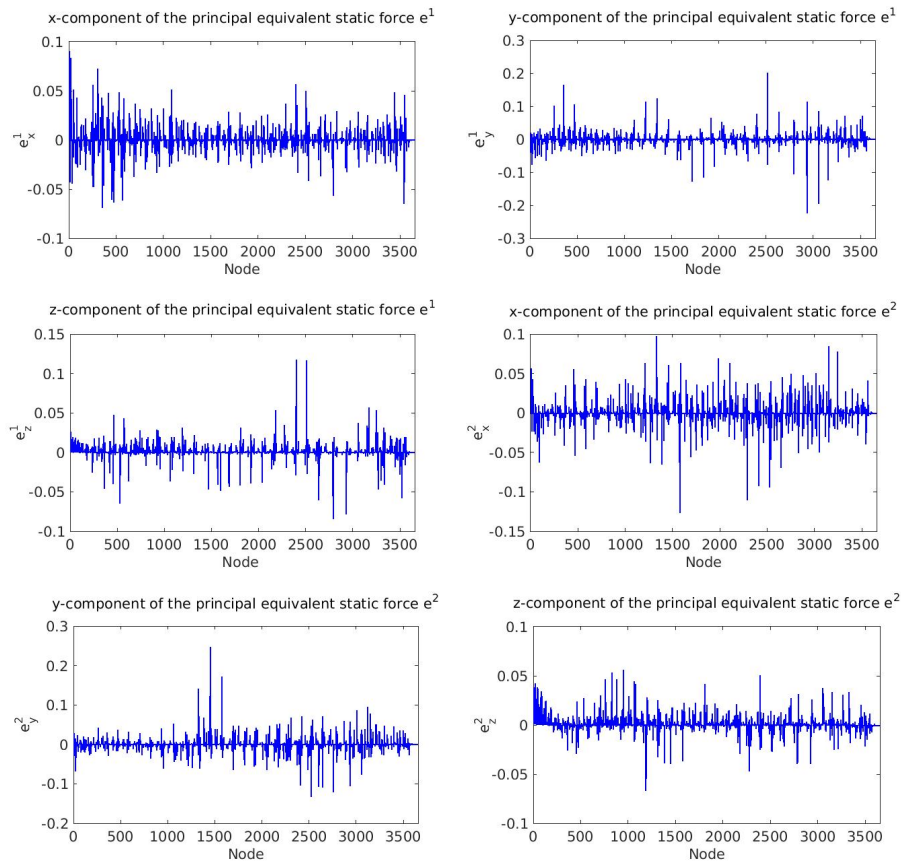 x-component of the principal equivalent static force e¹
0.1
0.05
0
-0.05
-0.1
e¹ₓ
0 500 1000 1500 2000 2500 3000 3500
Node
y-component of the principal equivalent static force e¹
0.3
0.2
0.1
0
-0.1
-0.2
-0.3
e¹_y
0 500 1000 1500 2000 2500 3000 3500
Node
z-component of the principal equivalent static force e¹
0.15
0.1
0.05
0
-0.05
-0.1
e¹_z
0 500 1000 1500 2000 2500 3000 3500
Node
x-component of the principal equivalent static force e²
0.1
0.05
0
-0.05
-0.1
-0.15
e²ₓ
0 500 1000 1500 2000 2500 3000 3500
Node
y-component of the principal equivalent static force e²
0.3
0.2
0.1
0
-0.1
-0.2
e²_y
0 500 1000 1500 2000 2500 3000 3500
Node
z-component of the principal equivalent static force e²
0.1
0.05
0
-0.05
-0.1
e²_z
0 500 1000 1500 2000 2500 3000 3500
Node